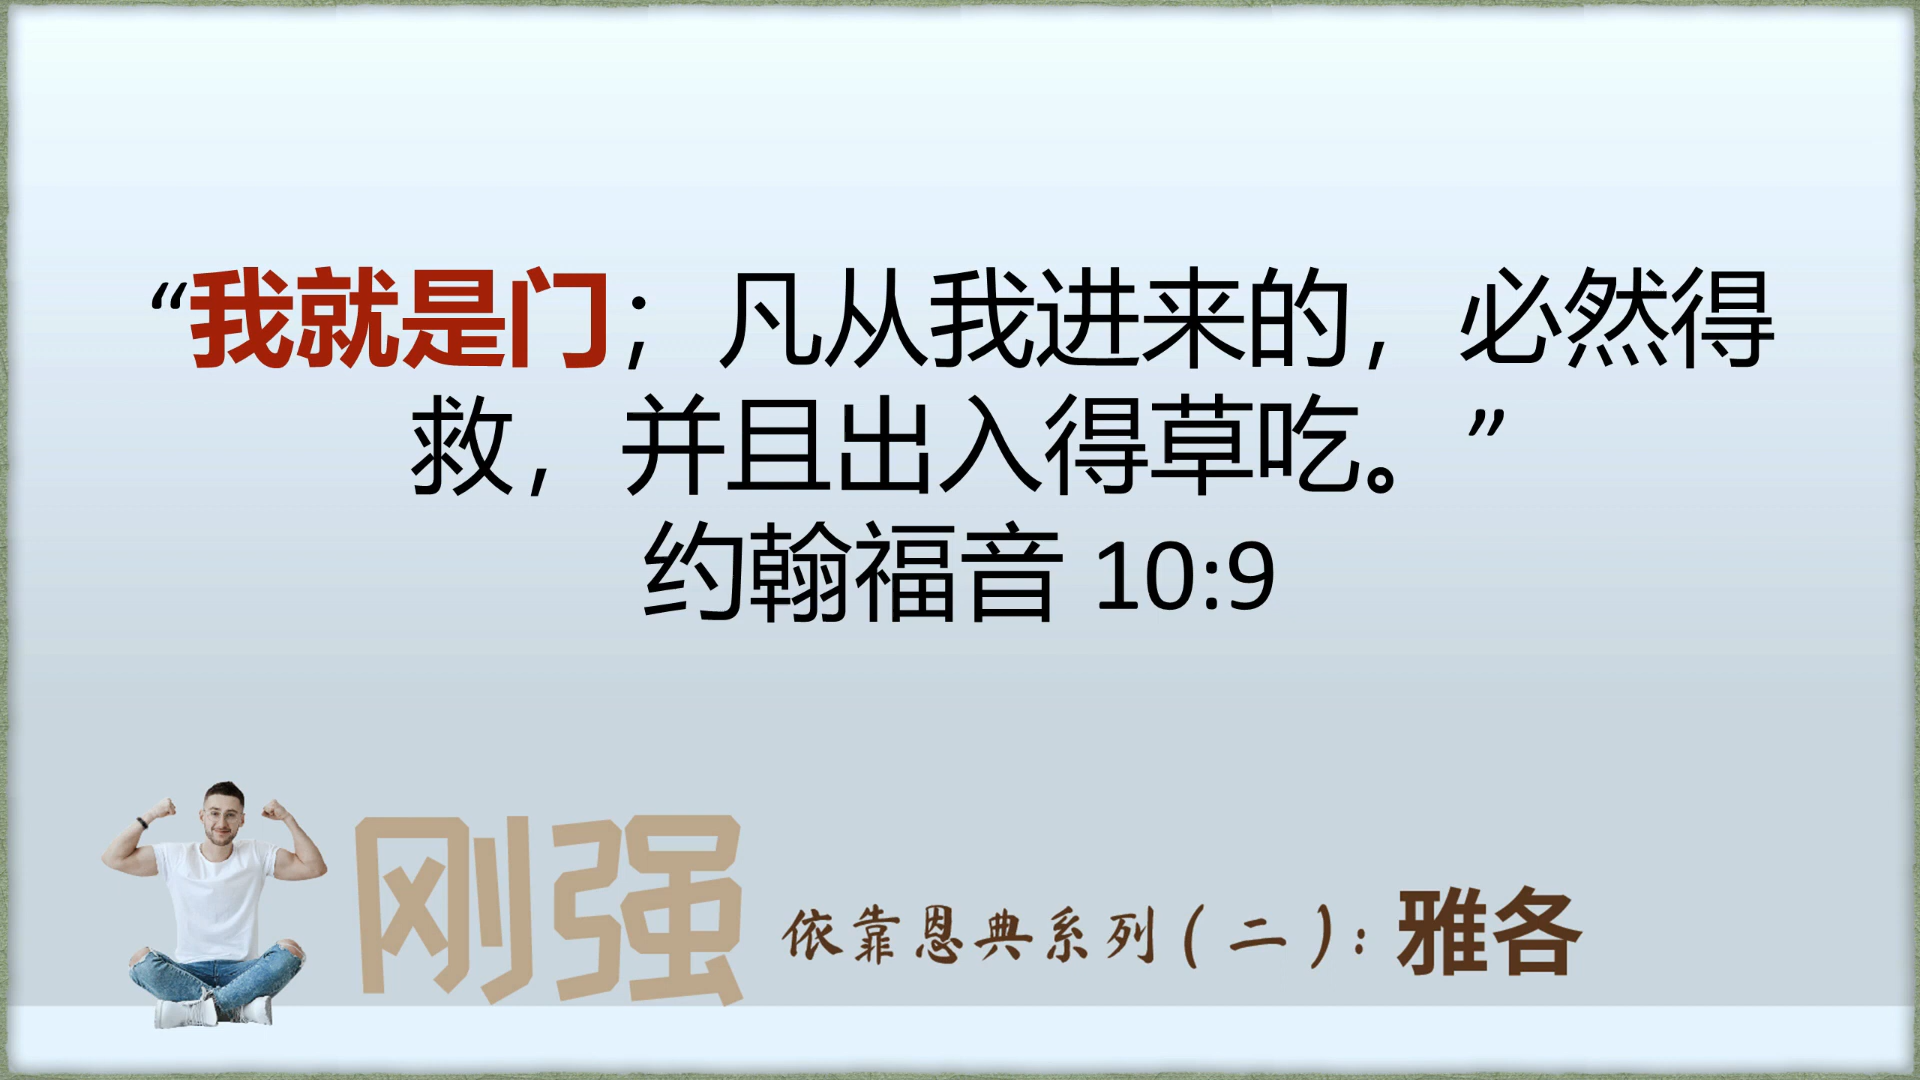 “我就是门；凡从我进来的，必然得
救，并且出入得草吃。”
约翰福音 10:9
刚强
依靠恩典系列（二）：雅各